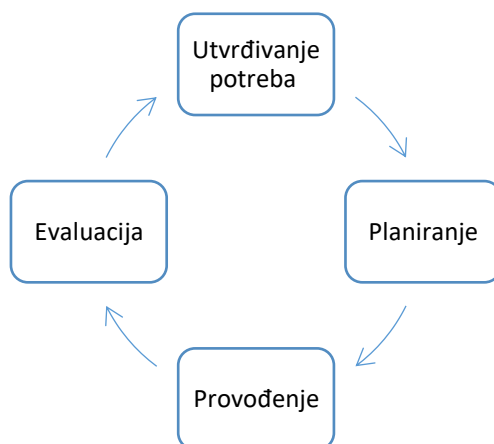 Utvrđivanje
potreba
Evaluacija
Planiranje
Provođenje